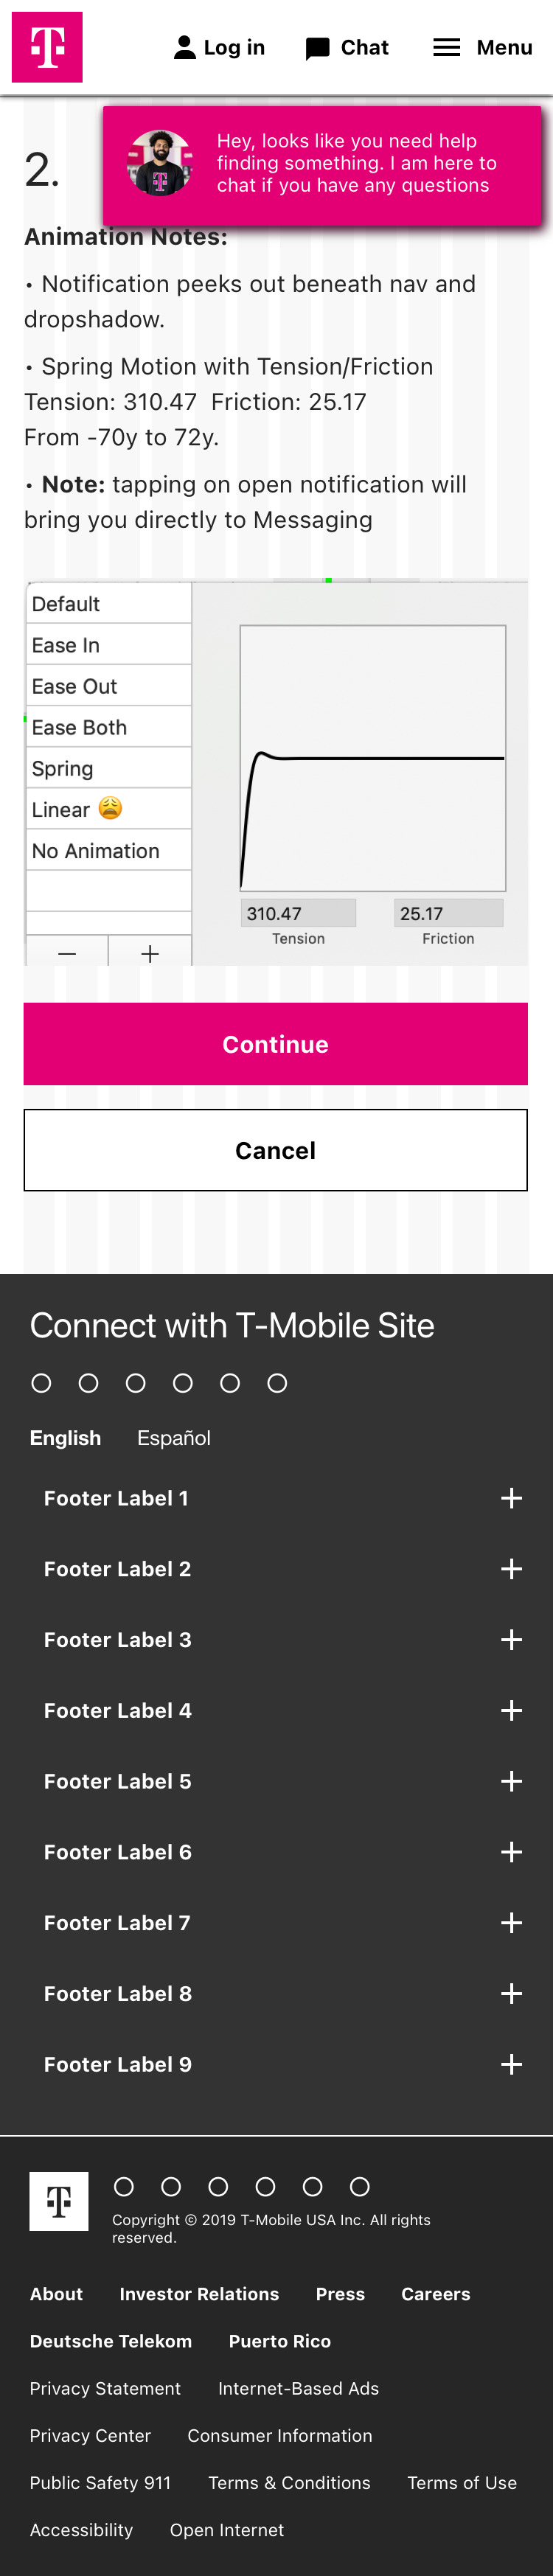 T
Log in
Chat
Menu
Hey, looks like you need help
finding something. I am here to
chat if you have any questions
2.
Animation Notes:
• Notification peeks out beneath nav and
dropshadow.
• Spring Motion with Tension/Friction
Tension: 310.47  Friction: 25.17
From -70y to 72y.
• Note: tapping on open notification will
bring you directly to Messaging
Default
Ease In
Ease Out
Ease Both
Spring
Linear 😩
No Animation
310.47
25.17
Tension
Friction
Continue
Cancel
Connect with T-Mobile Site
English
Español
Footer Label 1
Footer Label 2
Footer Label 3
Footer Label 4
Footer Label 5
Footer Label 6
Footer Label 7
Footer Label 8
Footer Label 9
T
Copyright © 2019 T-Mobile USA Inc. All rights
reserved.
About Investor Relations Press Careers
Deutsche Telekom Puerto Rico
Privacy Statement Internet-Based Ads
Privacy Center Consumer Information
Public Safety 911 Terms & Conditions Terms of Use
Accessibility Open Internet